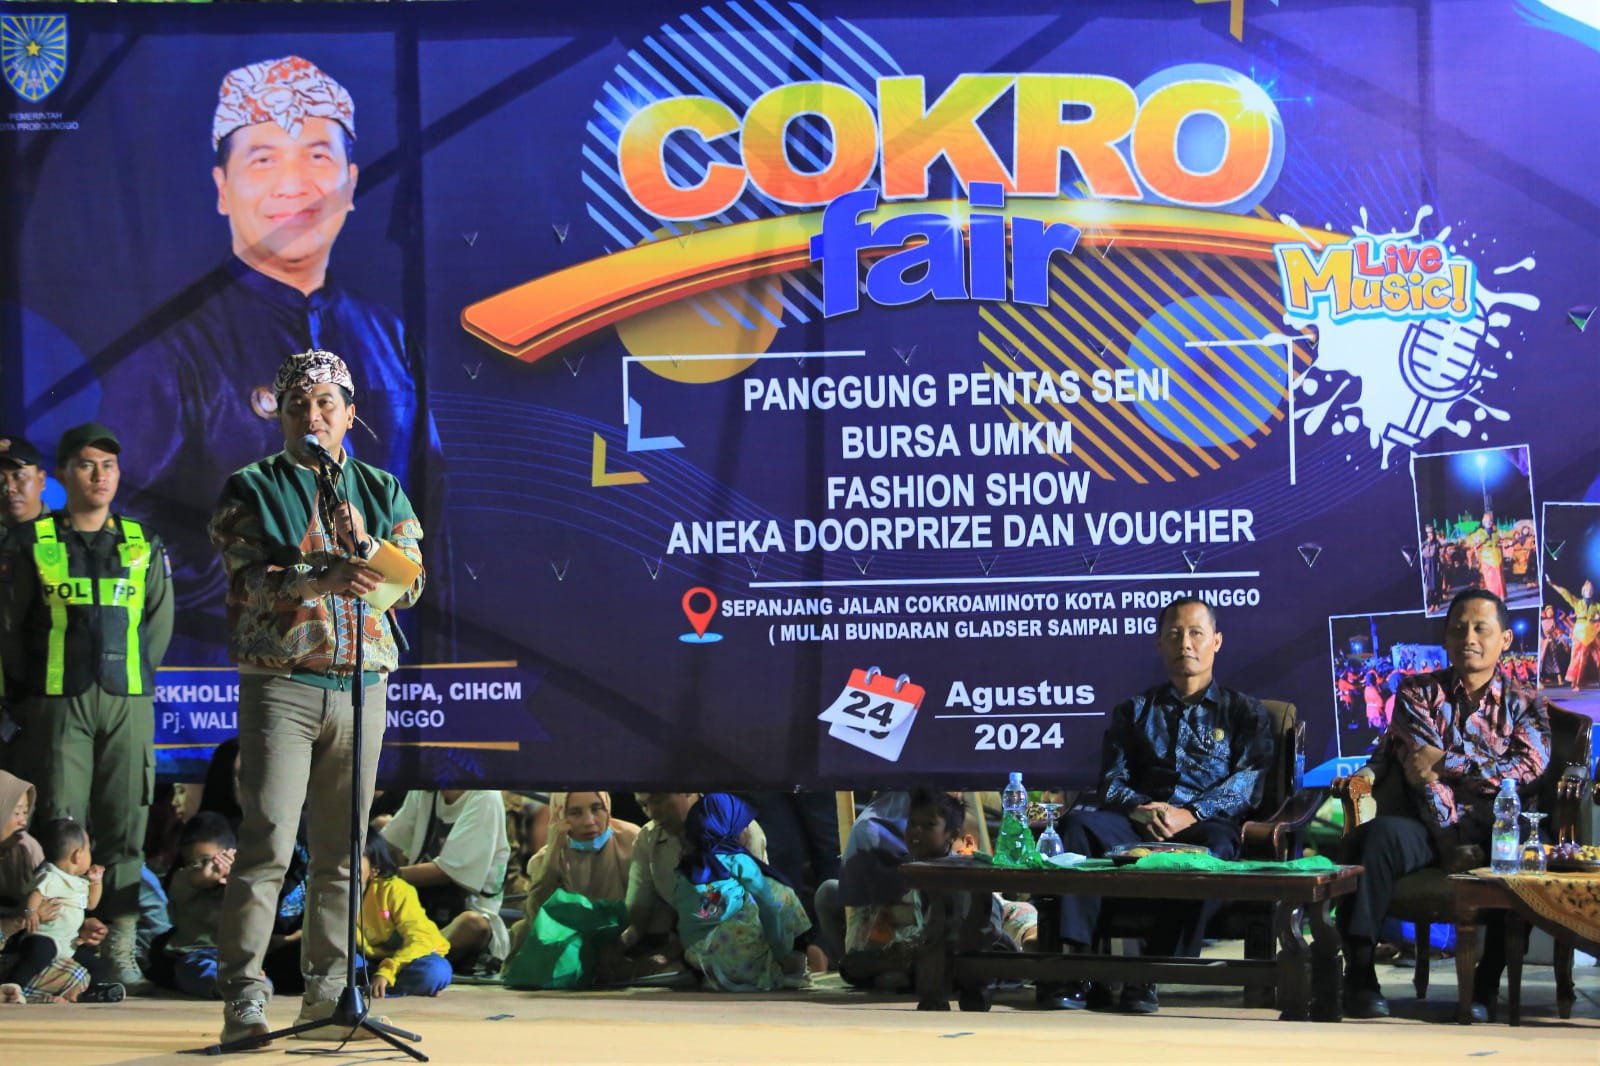 PEMERINTAH
KOTA PROBOLINGGO
COKRO
fair
Live
Music!
PANGGUNG PENTAS SENI
BURSA UMKM
FASHION SHOW
ANEKA DOORPRIZE DAN VOUCHER
SEPANJANG JALAN COKROAMINOTO KOTA PROBOLINGGO
( MULAI BUNDARAN GLADSER SAMPAI BIG
24
Agustus
2024
CIPA, CIHCM
Pj. WALI
POL PP